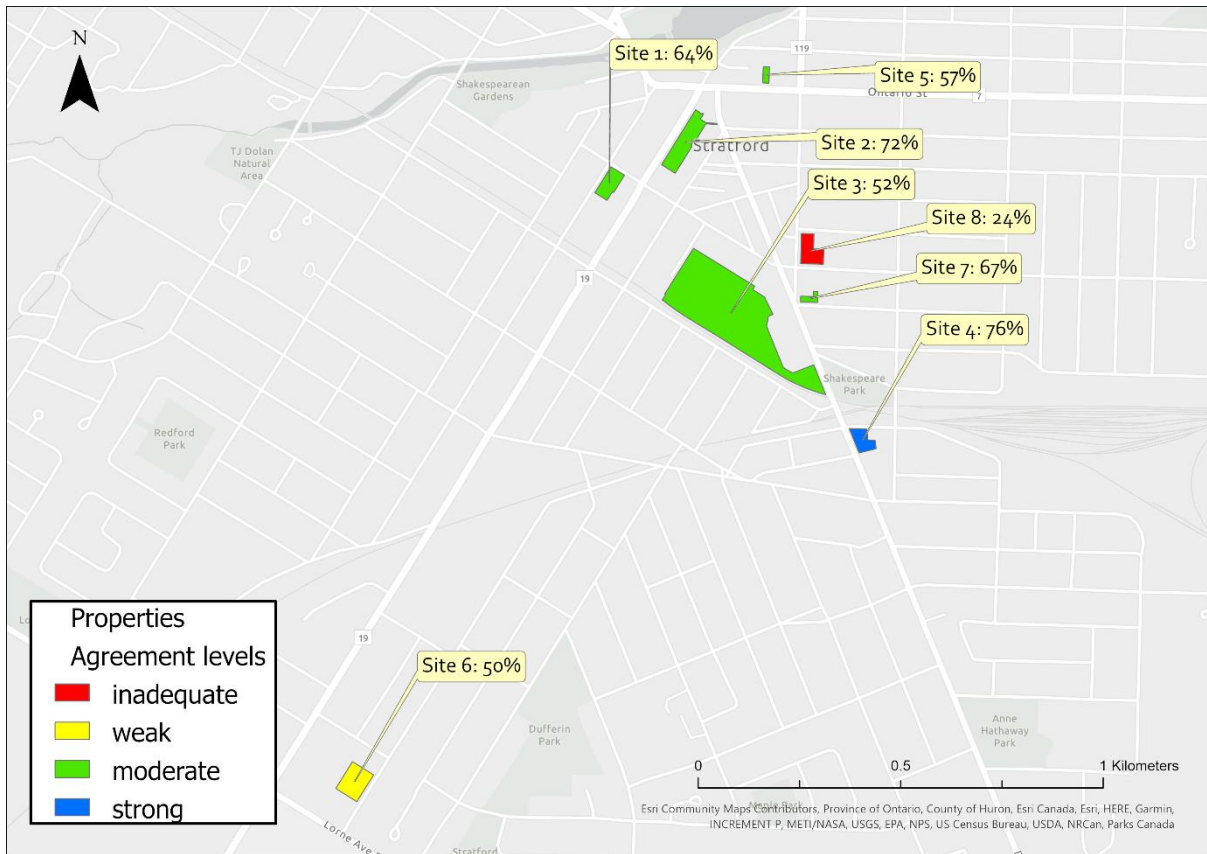 N
Site 1: 64%
119
Site 5: 57%
Shakespearean
Gardens
Ontario St
7
TJ Dolan
Natural
Area
Stratford
Site 2: 72%
Site 3: 52%
Site 8: 24%
19
Site 7: 67%
Site 4: 76%
Shakespeare
Park
Redford
Park
Properties
Agreement levels
inadequate
weak
moderate
strong
19
Site 6: 50%
Dufferin
Park
Anne
Hathaway
Park
0
0.5
1 Kilometers
Esri Community Maps Contributors, Province of Ontario, County of Huron, Esri Canada, Esri, HERE, Garmin,
INCREMENT P, METI/NASA, USGS, EPA, NPS, US Census Bureau, USDA, NRCan, Parks Canada
Lorne Ave
Stratford